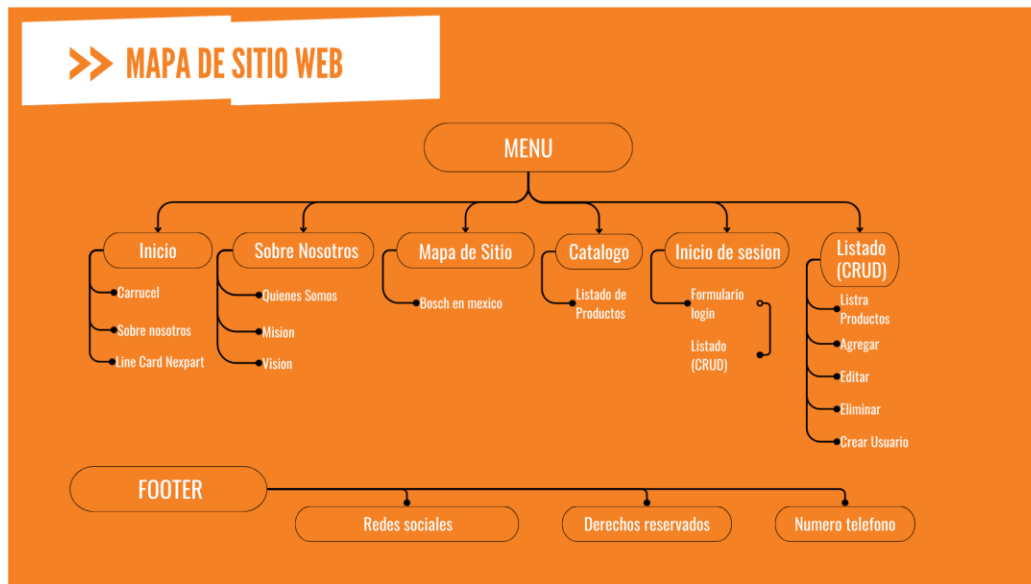 MAPA DE SITIO WEB
MENU
Inicio
Carrucel
Sobre nosotros
Line Card Nexpart
Sobre Nosotros
Quienes Somos
Mision
Vision
Mapa de Sitio
Bosch en mexico
Catalogo
Listado de
Productos
Inicio de sesion
Formulario
login
Listado
(CRUD)
Listado
(CRUD)
Listra
Productos
Agregar
Editar
Eliminar
Crear Usuario
FOOTER
Redes sociales
Derechos reservados
Numero telefono